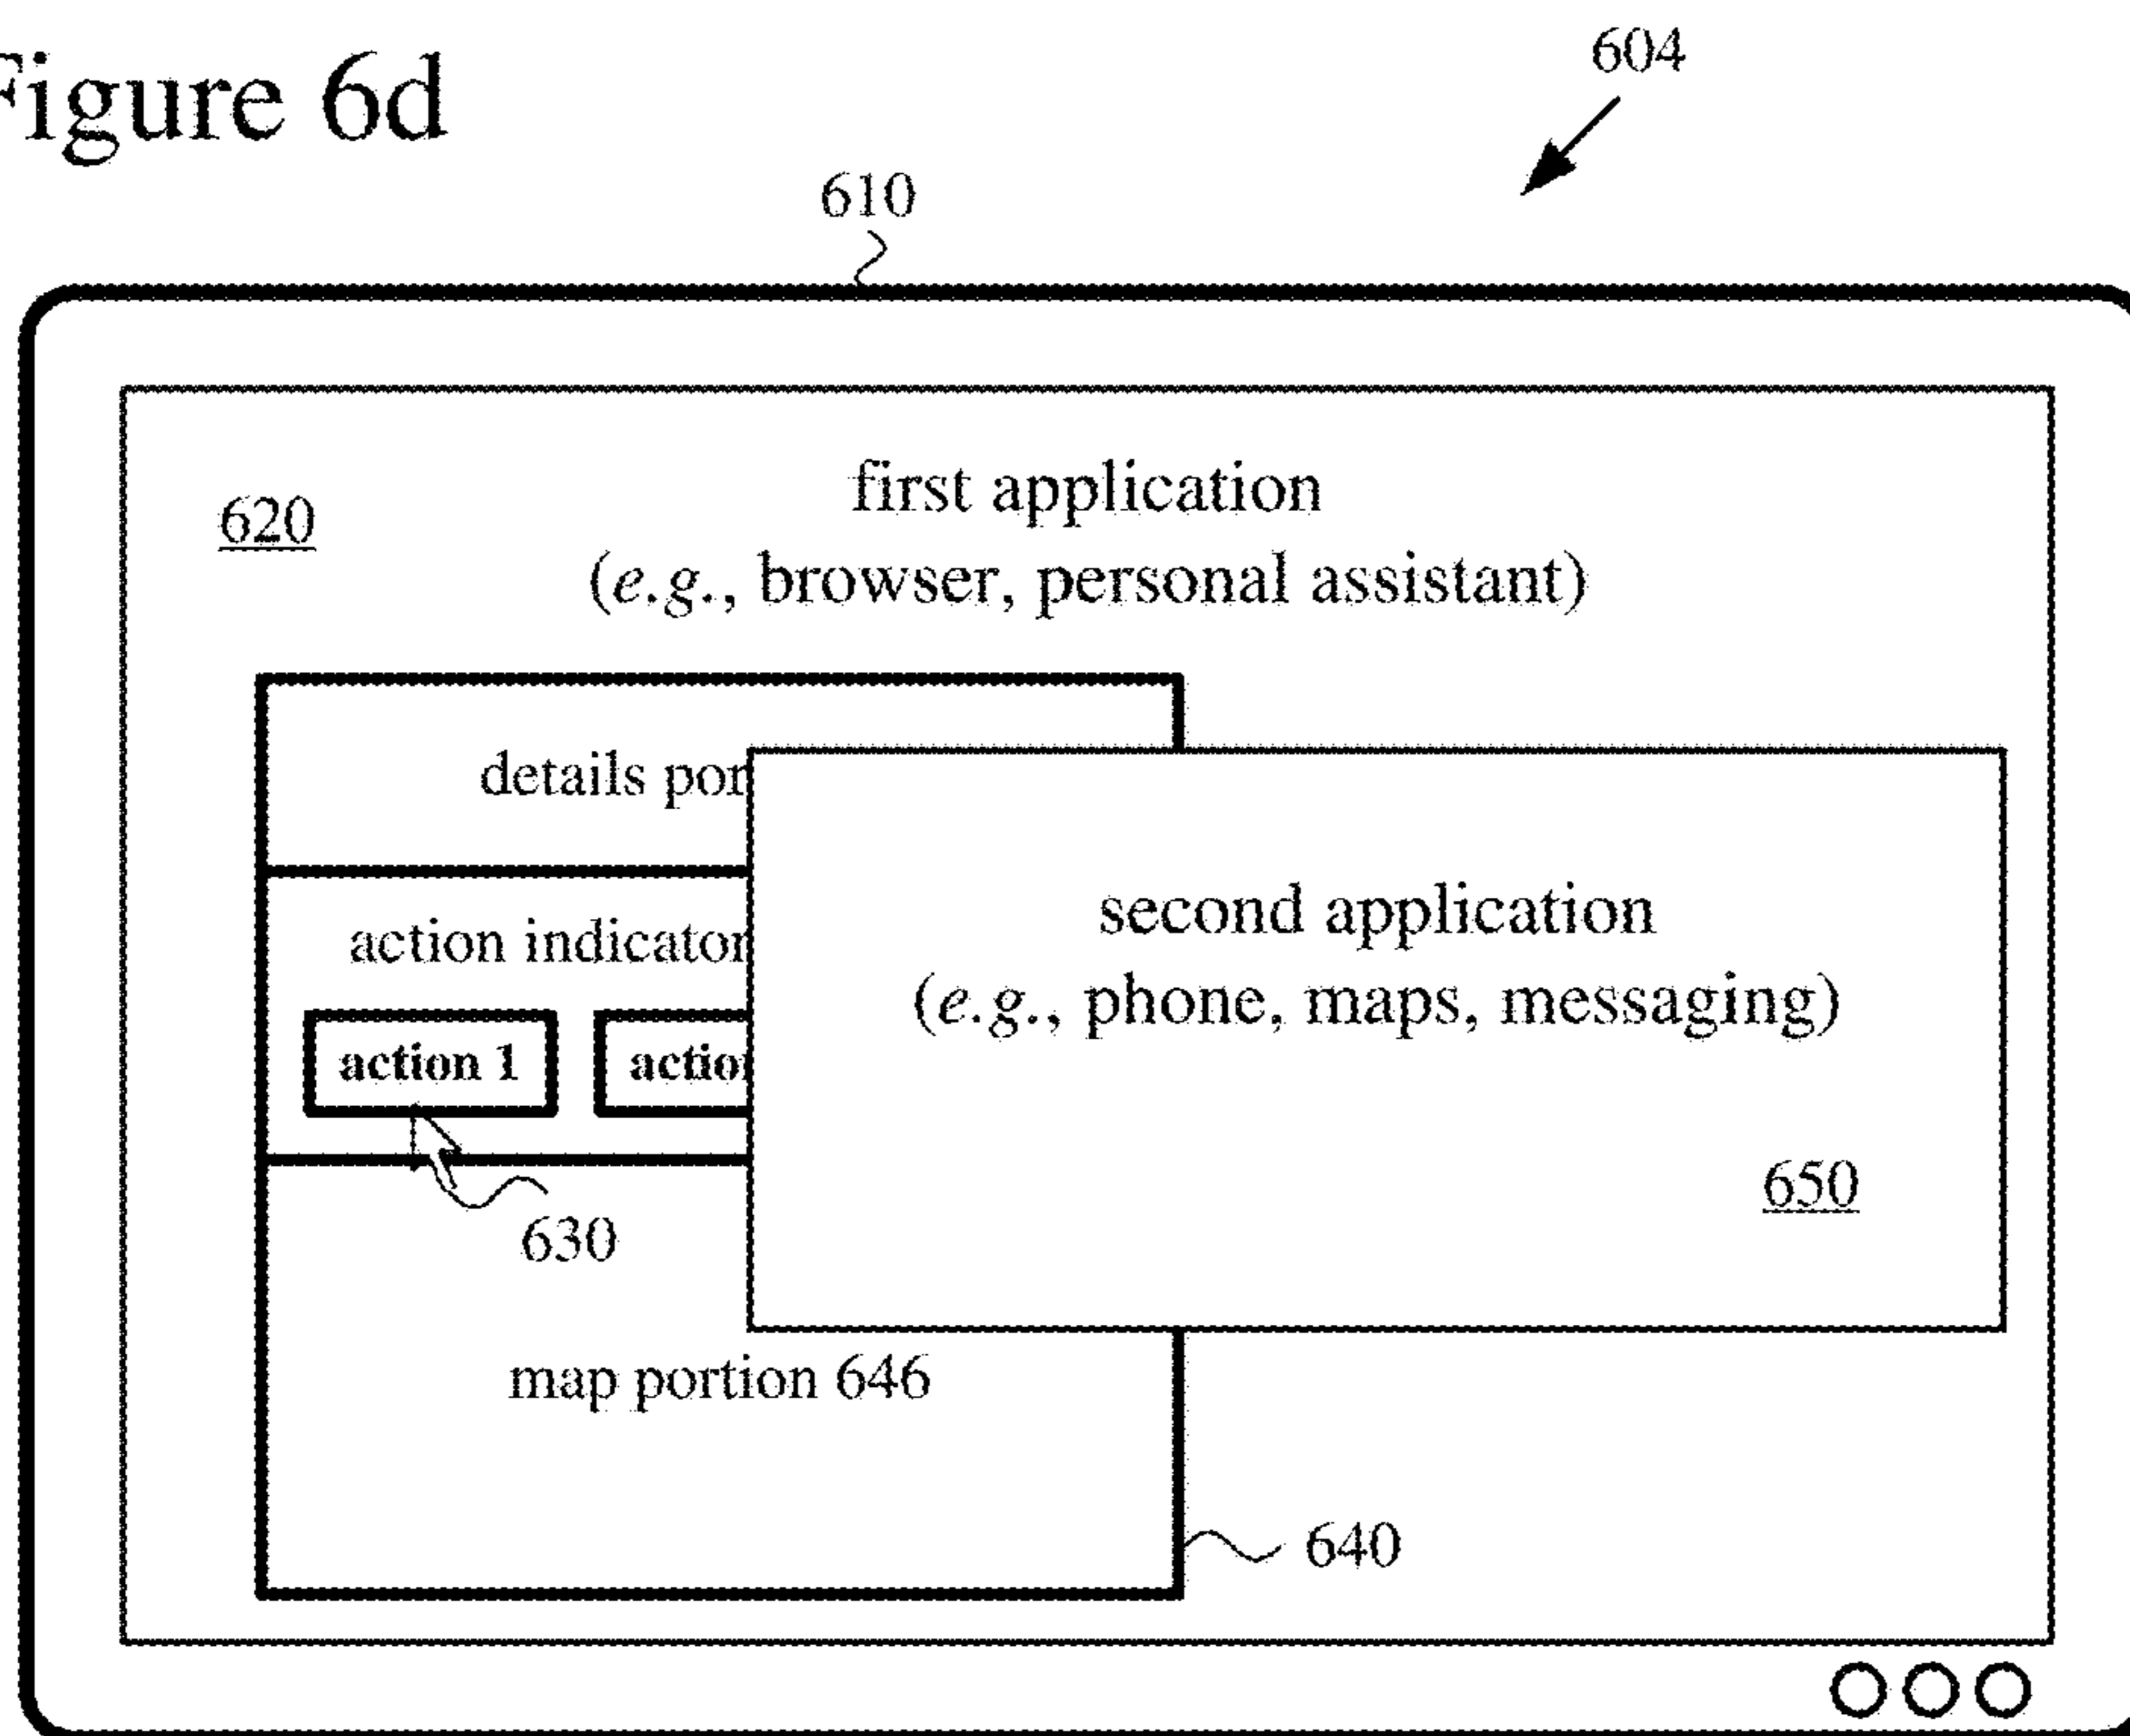 Figure 6d
604
610
620
first application
(e.g., browser, personal assistant)
details por
action indicator
action 1
actio
second application
(e.g., phone, maps, messaging)
650
630
map portion 646
640